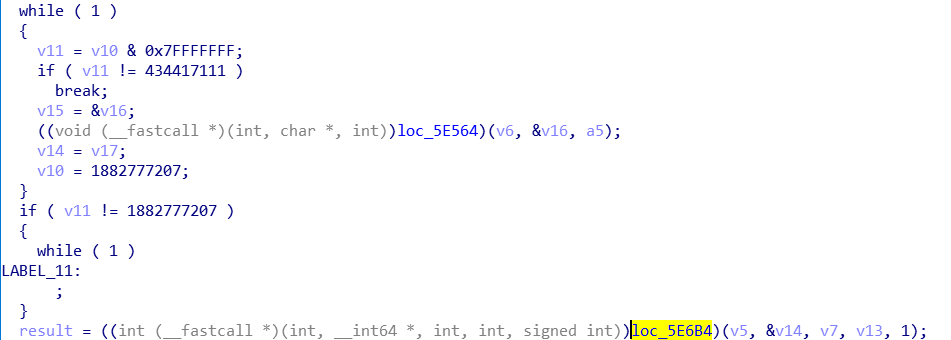 while ( 1 )
{
v11 = v10 & 0x7FFFFFFF;
if ( v11 != 434417111 )
break;
v15 = &v16;
((void (__fastcall *)(int, char *, int))loc_5E564)(v6, &v16, a5);
v14 = v17;
v10 = 1882777207;
}
if ( v11 != 1882777207 )
{
while ( 1 )
LABEL_11:
;
}
result = ((int (__fastcall *)(int, __int64 *, int, int, signed int))loc_5E6B4)(v5, &v14, v7, v13, 1);